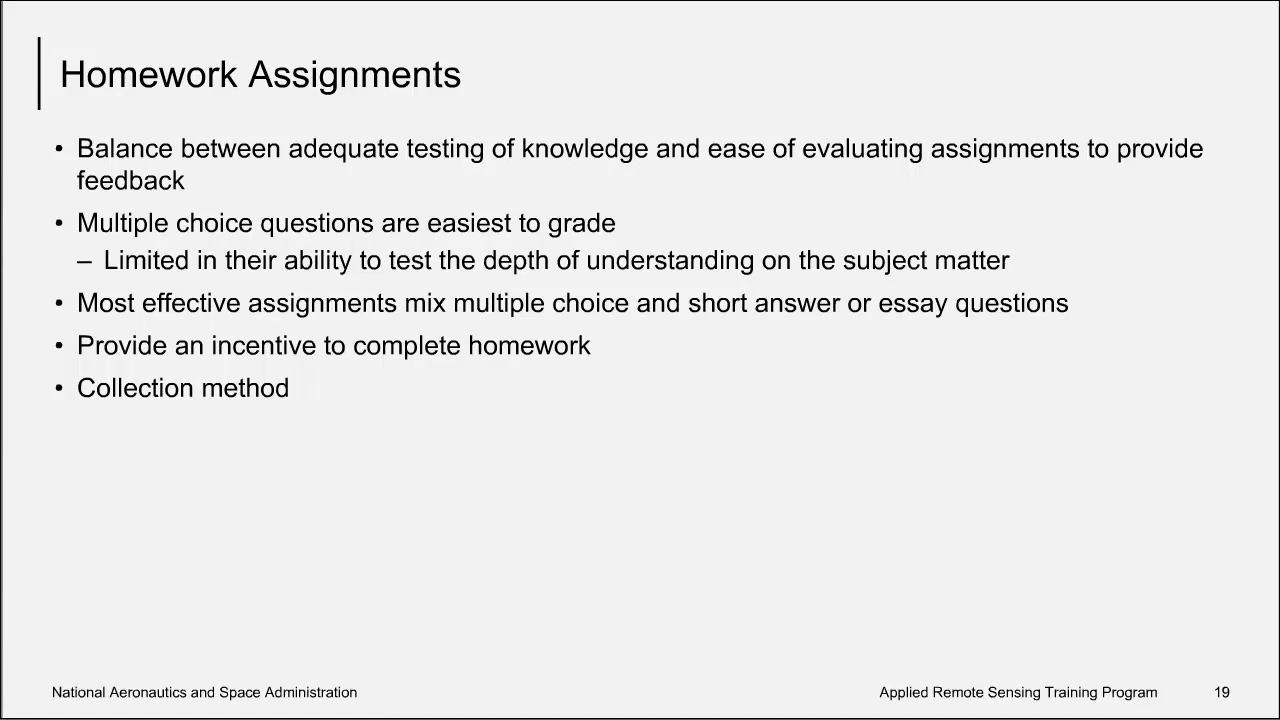 Homework Assignments
• Balance between adequate testing of knowledge and ease of evaluating assignments to provide
feedback
• Multiple choice questions are easiest to grade
– Limited in their ability to test the depth of understanding on the subject matter
• Most effective assignments mix multiple choice and short answer or essay questions
• Provide an incentive to complete homework
• Collection method
National Aeronautics and Space Administration
Applied Remote Sensing Training Program
19